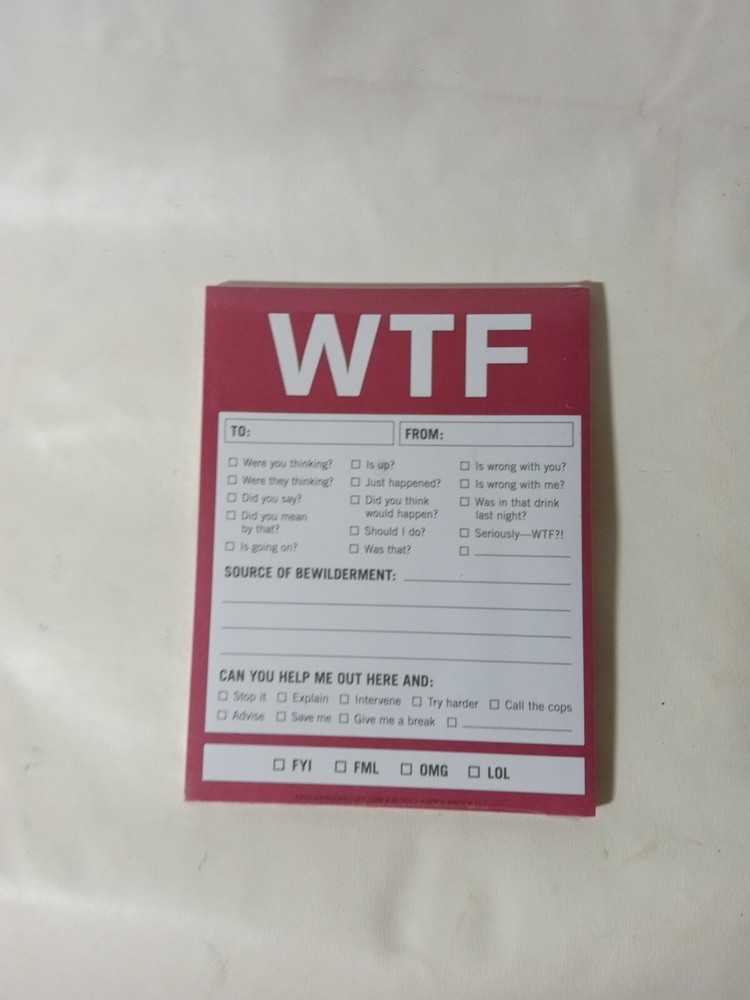 WTF
TO: FROM:
☐ Were you thinking? ☐ Is up? ☐ Is wrong with you?
☐ Were they thinking? ☐ Just happened? ☐ Is wrong with me?
☐ Did you say? ☐ Did you think would happen? ☐ Was in that drink last night?
☐ Did you mean by that? ☐ Should I do? ☐ Seriously—WTF?!
☐ Is going on? ☐ Was that? ☐
SOURCE OF BEWILDERMENT:
CAN YOU HELP ME OUT HERE AND:
☐ Stop it ☐ Explain ☐ Intervene ☐ Try harder ☐ Call the cops
☐ Advise ☐ Save me ☐ Give me a break ☐
☐ FYI ☐ FML ☐ OMG ☐ LOL